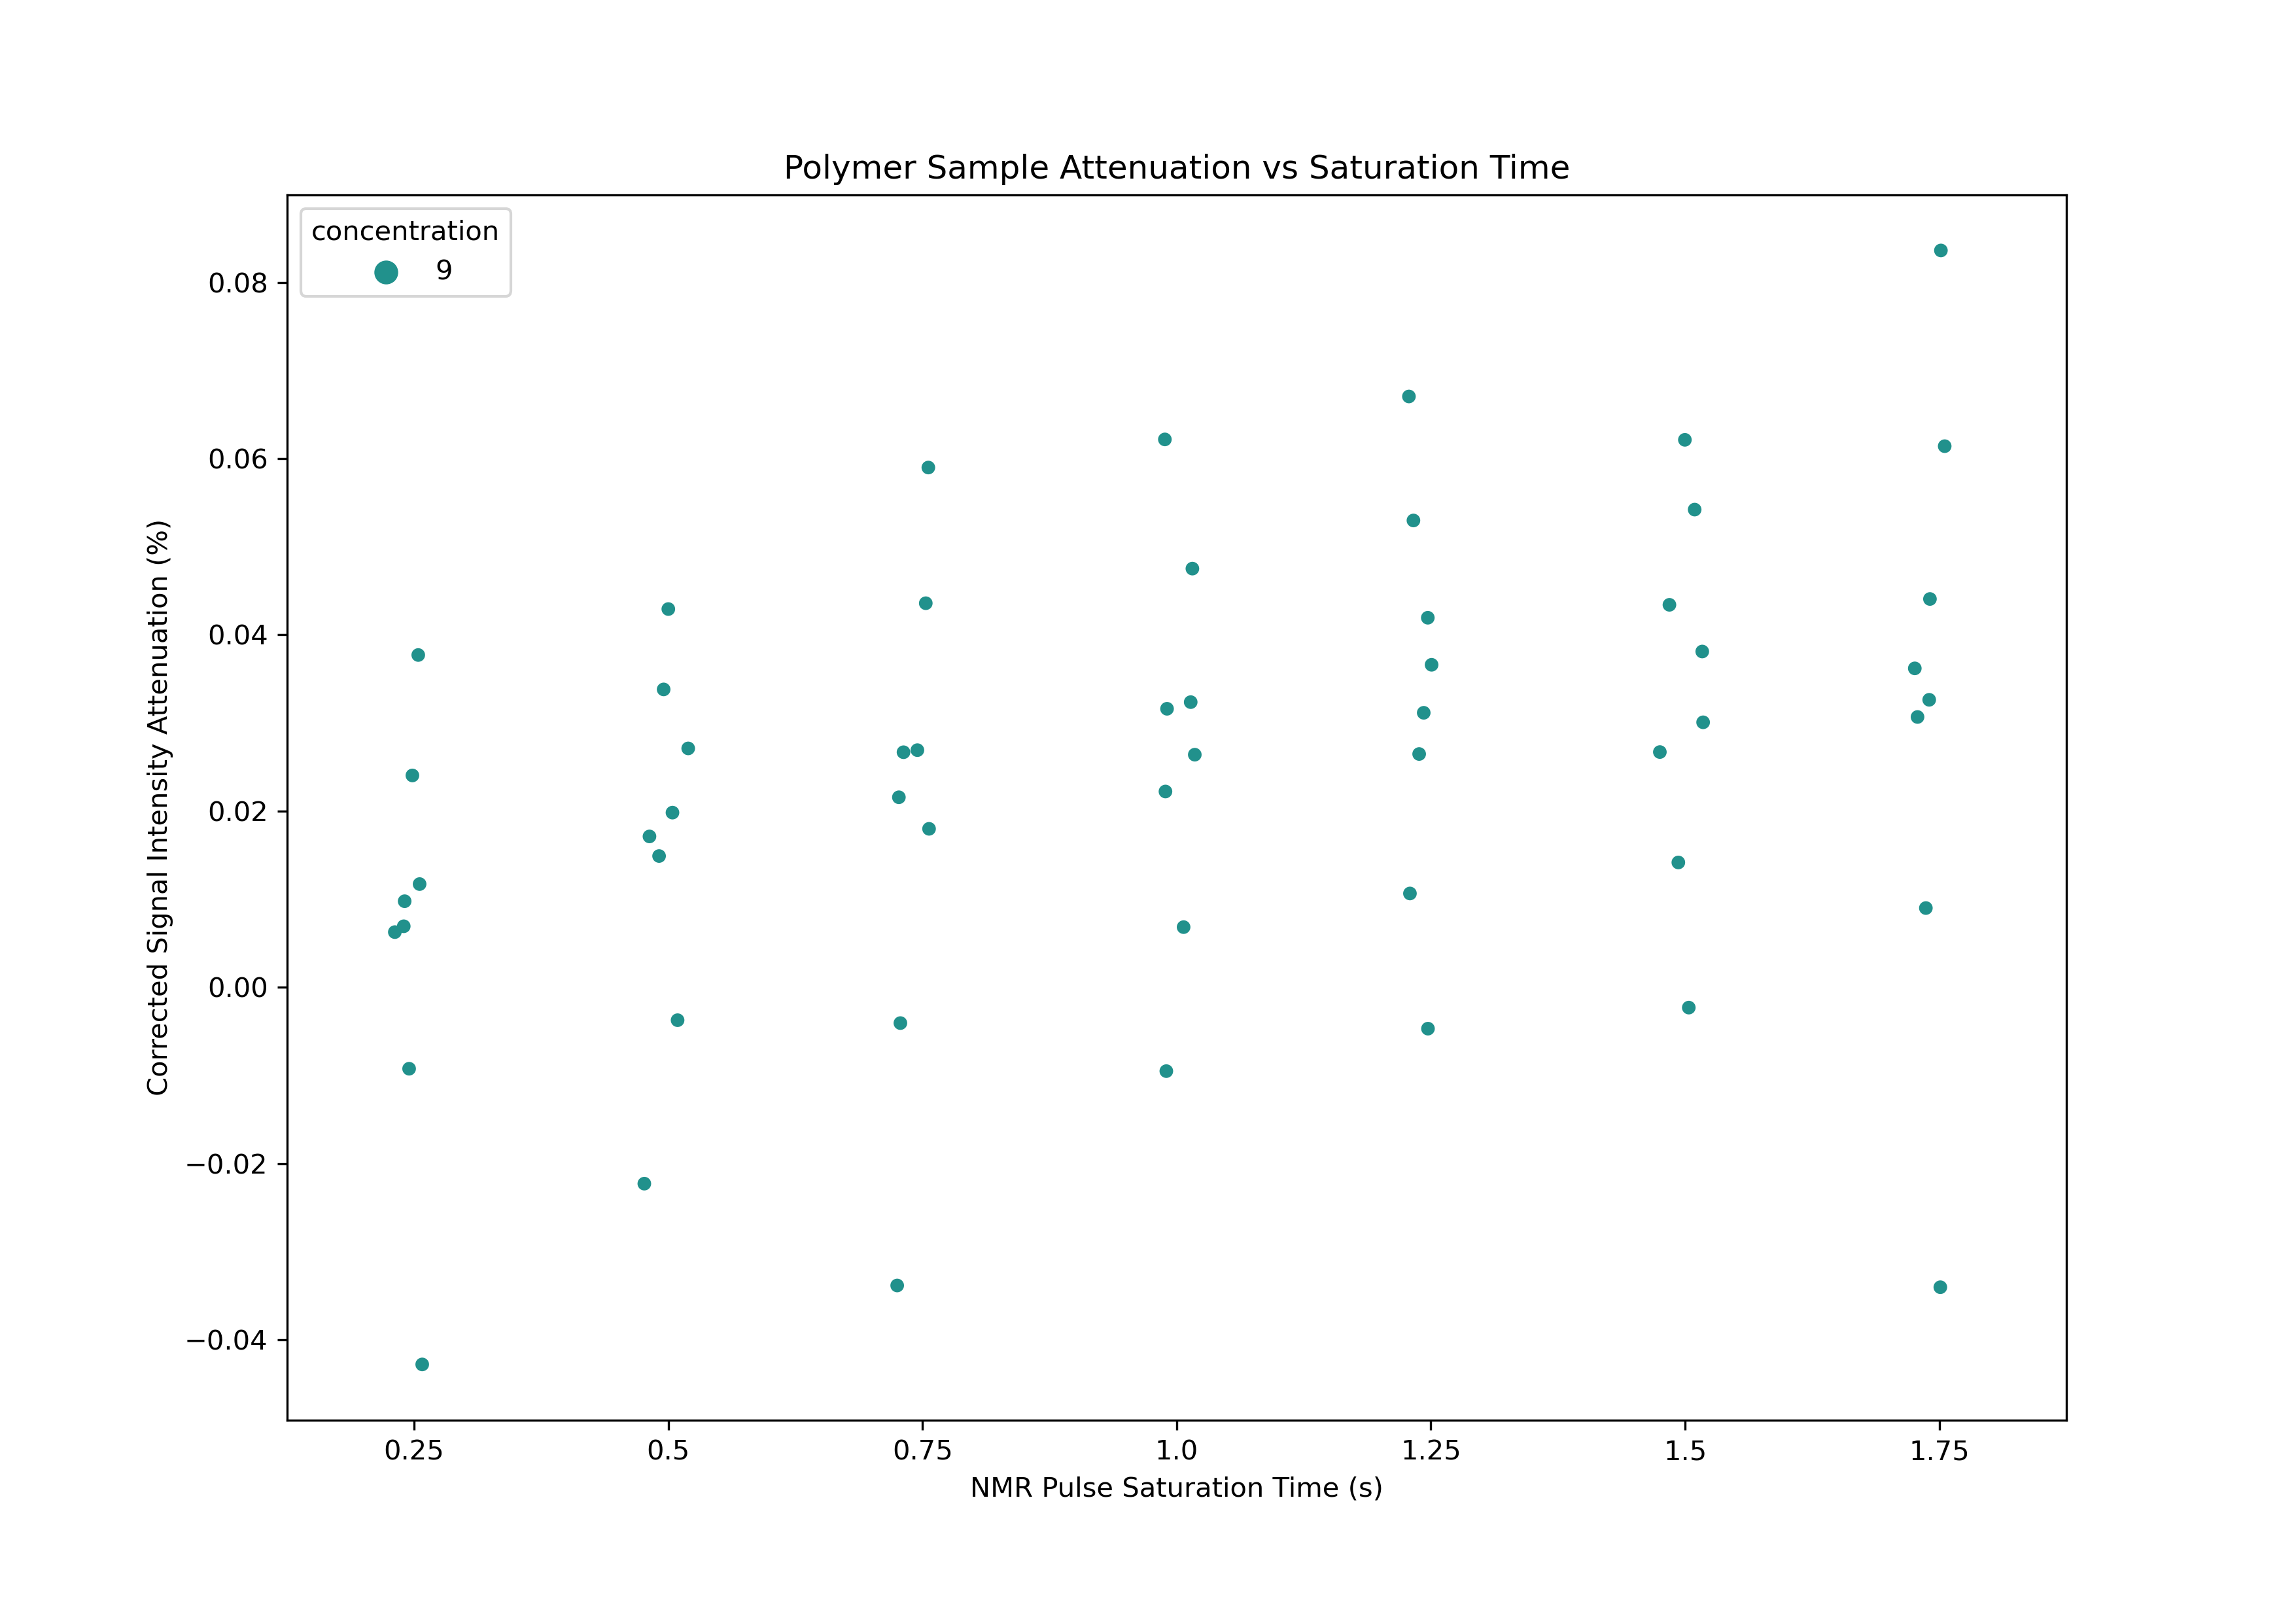 Polymer Sample Attenuation vs Saturation Time
concentration
9
0.08
0.06
0.04
0.02
0.00
−0.02
−0.04
Corrected Signal Intensity Attenuation (%)
0.25 0.5 0.75 1.0 1.25 1.5 1.75
NMR Pulse Saturation Time (s)